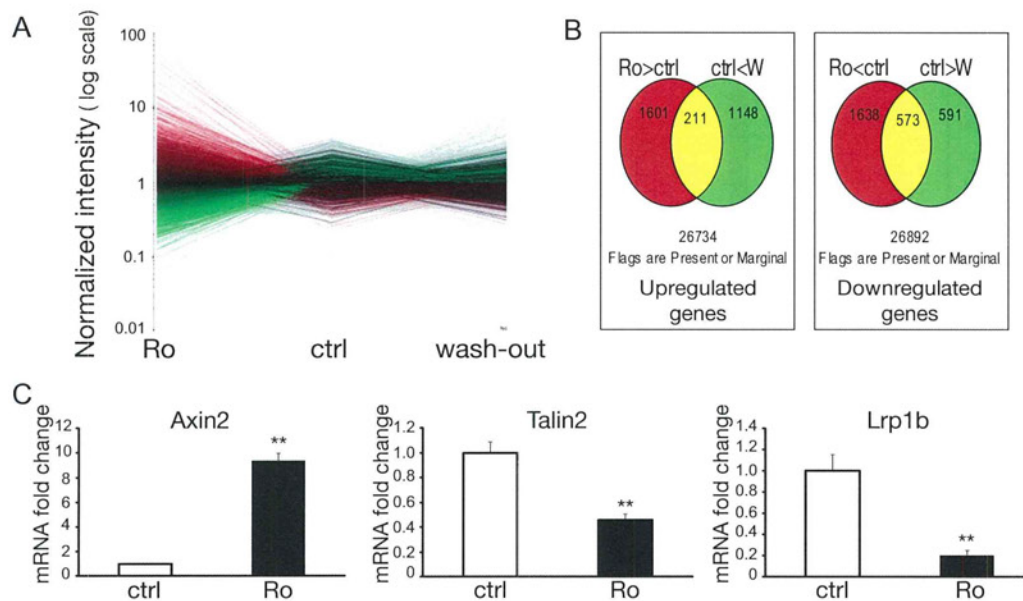 A
Normalized intensity ( log scale)
100
10
1
0.1
0.01
Ro ctrl wash-out
B
Ro>ctrl ctrl<W
1601 211 1148
26734
Flags are Present or Marginal
Upregulated
genes
Ro<ctrl ctrl>W
1638 573 591
26892
Flags are Present or Marginal
Downregulated
genes
C
Axin2
mRNA fold change
12
10
8
6
4
2
0
**
ctrl Ro
Talin2
mRNA fold change
1.2
1.0
0.8
0.6
0.4
0.2
0
**
ctrl Ro
Lrp1b
mRNA fold change
1.4
1.2
1.0
0.8
0.6
0.4
0.2
0
**
ctrl Ro